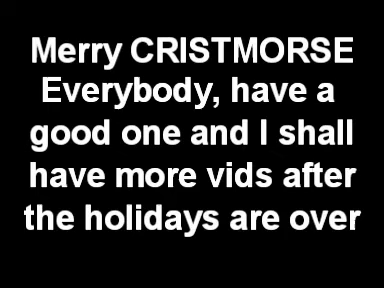 Merry CRISTMORSE
Everybody, have a
good one and I shall
have more vids after
the holidays are over